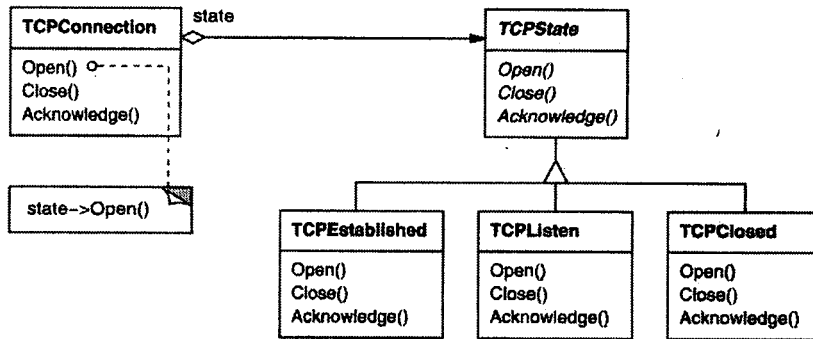 TCPConnection
Open()
Close()
Acknowledge()
state
TCPState
Open()
Close()
Acknowledge()
state->Open()
TCPEstablished
Open()
Close()
Acknowledge()
TCPListen
Open()
Close()
Acknowledge()
TCPClosed
Open()
Close()
Acknowledge()